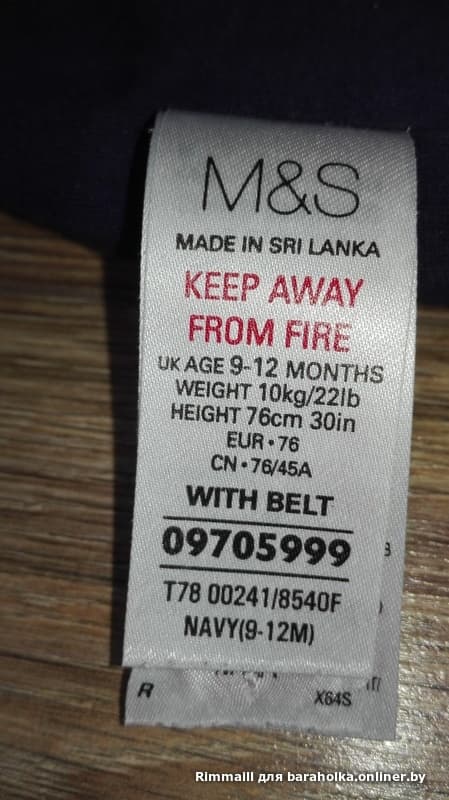 M&S
MADE IN SRI LANKA
KEEP AWAY
FROM FIRE
UK AGE 9-12 MONTHS
WEIGHT 10kg/22lb
HEIGHT 76cm 30in
EUR • 76
CN • 76/45A
WITH BELT
09705999
T78 00241/8540F
NAVY(9-12M)
R X64S
Rimmalll для baraholka.onliner.by